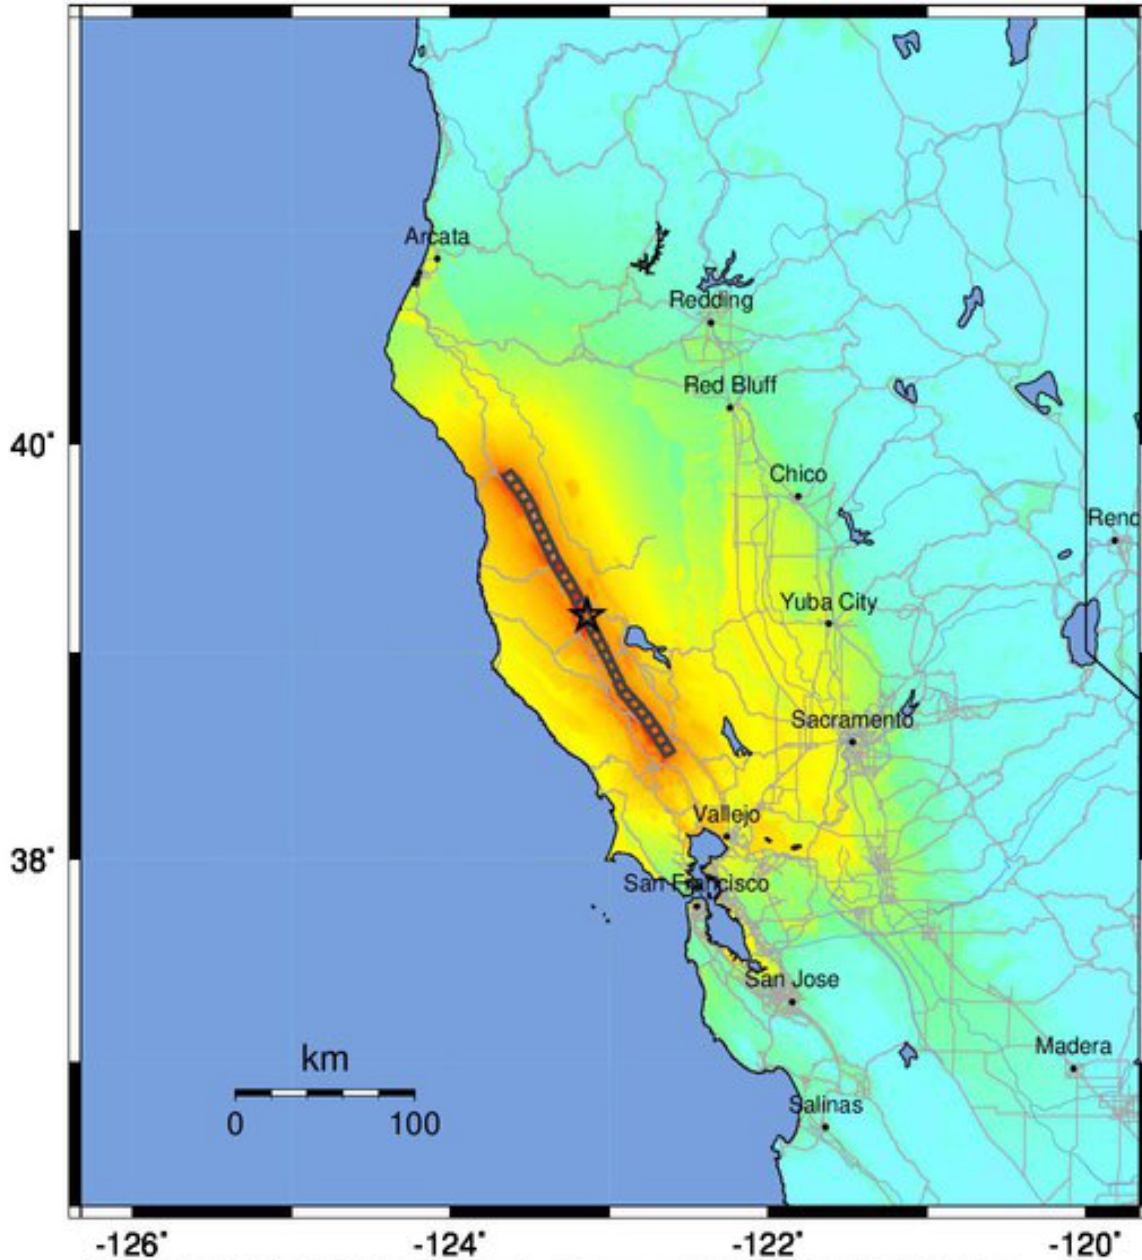 Arcata
Redding
Red Bluff
40°
Chico
Reno
Yuba City
Sacramento
Vallejo
38°
San Francisco
San Jose
km
Madera
0 100
Salinas
-126° -124° -122° -120°